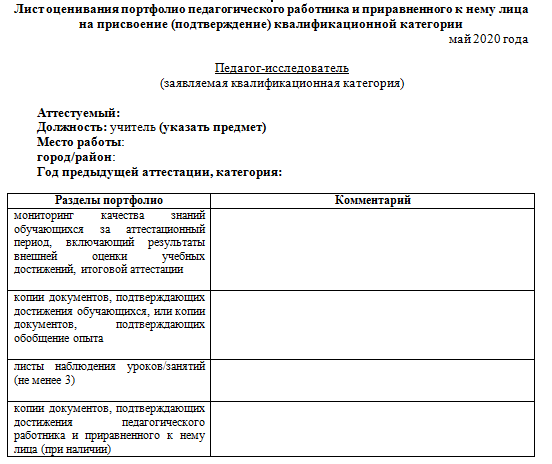 Лист оценивания портфолио педагогического работника и приравненного к нему лица
на присвоение (подтверждение) квалификационной категории
май 2020 года
Педагог-исследователь
(заявляемая квалификационная категория)
Аттестуемый:
Должность: учитель (указать предмет)
Место работы:
город/район:
Год предыдущей аттестации, категория:
Разделы портфолио
Комментарий
мониторинг качества знаний
обучающихся за аттестационный
период, включающий результаты
внешней оценки учебных
достижений, итоговой аттестации
копии документов, подтверждающих
достижения обучающихся, или копии
документов, подтверждающих
обобщение опыта
листы наблюдения уроков/занятий
(не менее 3)
копии документов, подтверждающих
достижения педагогического
работника и приравненного к нему
лица (при наличии)